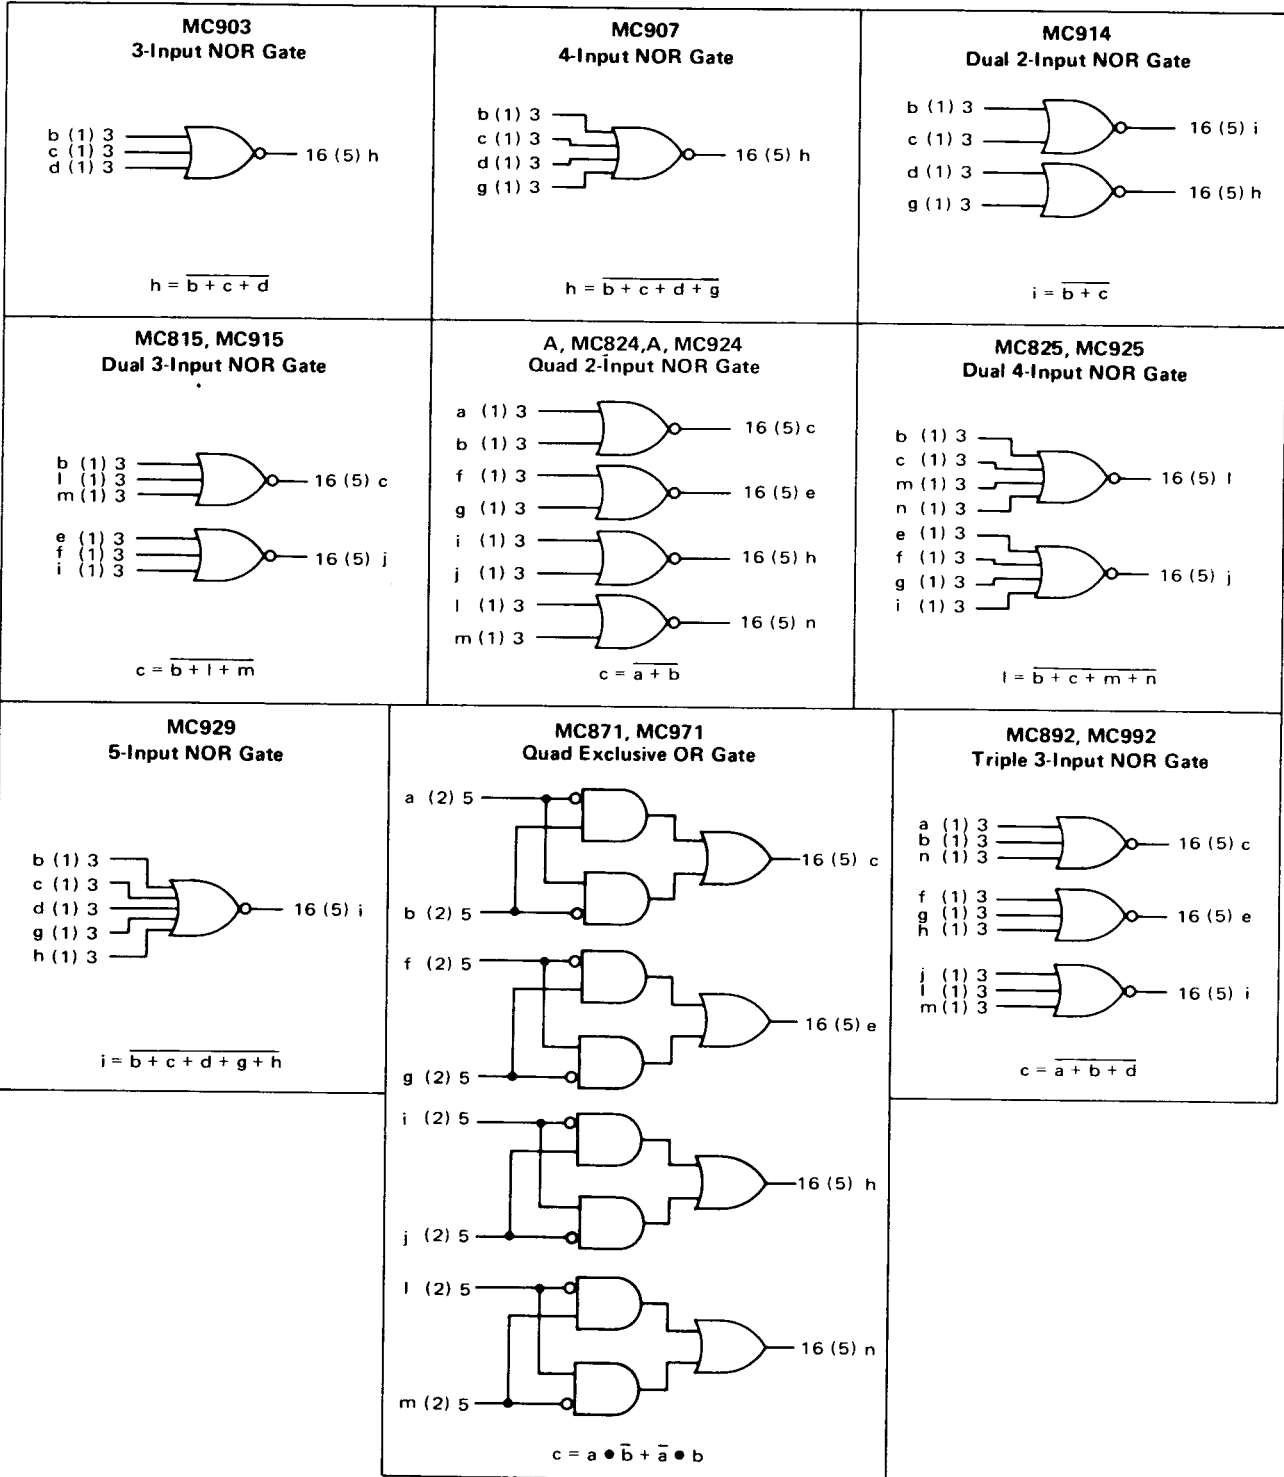 MC903
3-Input NOR Gate
b (1) 3
c (1) 3
d (1) 3
16 (5) h
h = b + c + d
MC907
4-Input NOR Gate
b (1) 3
c (1) 3
d (1) 3
g (1) 3
16 (5) h
h = b + c + d + g
MC914
Dual 2-Input NOR Gate
b (1) 3
c (1) 3
16 (5) i
d (1) 3
g (1) 3
16 (5) h
i = b + c
MC815, MC915
Dual 3-Input NOR Gate
b (1) 3
l (1) 3
m (1) 3
16 (5) c
e (1) 3
f (1) 3
i (1) 3
16 (5) j
c = b + l + m
A, MC824,A, MC924
Quad 2-Input NOR Gate
a (1) 3
b (1) 3
16 (5) c
f (1) 3
g (1) 3
16 (5) e
i (1) 3
j (1) 3
16 (5) h
l (1) 3
m (1) 3
16 (5) n
c = a + b
MC825, MC925
Dual 4-Input NOR Gate
b (1) 3
c (1) 3
m (1) 3
n (1) 3
16 (5) l
e (1) 3
f (1) 3
g (1) 3
i (1) 3
16 (5) j
l = b + c + m + n
MC929
5-Input NOR Gate
b (1) 3
c (1) 3
d (1) 3
g (1) 3
h (1) 3
16 (5) i
i = b + c + d + g + h
MC871, MC971
Quad Exclusive OR Gate
a (2) 5
b (2) 5
16 (5) c
f (2) 5
g (2) 5
16 (5) e
i (2) 5
j (2) 5
16 (5) h
l (2) 5
m (2) 5
16 (5) n
c = a ● b̅ + a̅ ● b
MC892, MC992
Triple 3-Input NOR Gate
a (1) 3
b (1) 3
n (1) 3
16 (5) c
f (1) 3
g (1) 3
h (1) 3
16 (5) e
j (1) 3
l (1) 3
m (1) 3
16 (5) i
c = a + b + d